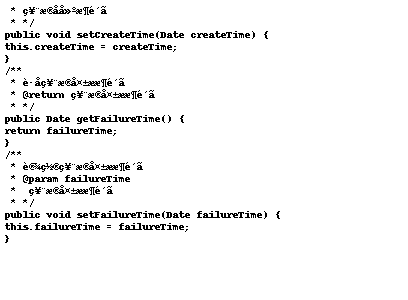 * ç¥¨æ®åå»ºæ¶é´ã
 * */
public void setCreateTime(Date createTime) {
this.createTime = createTime;
}
/**
 * è·åç¥¨æ®å¤±ææ¶é´ã
 * @return ç¥¨æ®å¤±ææ¶é´ã
 * */
public Date getFailureTime() {
return failureTime;
}
/**
 * è®¾ç½®ç¥¨æ®å¤±ææ¶é´ã
 * @param failureTime
 *  ç¥¨æ®å¤±ææ¶é´ã
 * */
public void setFailureTime(Date failureTime) {
this.failureTime = failureTime;
}